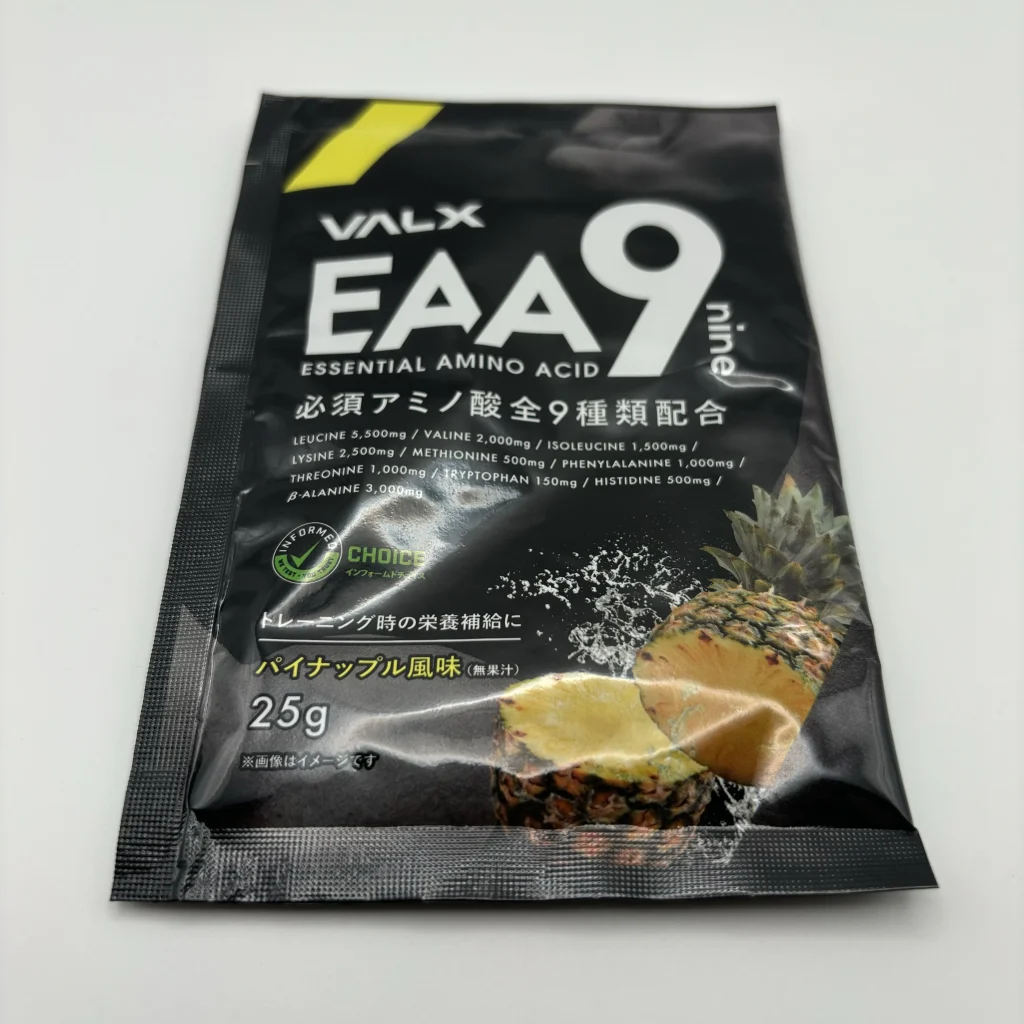 VALX
EAA9
nine
ESSENTIAL AMINO ACID
必須アミノ酸全9種類配合
LEUCINE 5,500mg / VALINE 2,000mg / ISOLEUCINE 1,500mg /
LYSINE 2,500mg / METHIONINE 500mg / PHENYLALANINE 1,000mg /
THREONINE 1,000mg / TRYPTOPHAN 150mg / HISTIDINE 500mg /
β-ALANINE 3,000mg
INFORMED
WE TEST • YOU TRUST
CHOICE
インフォームドチョイス
トレーニング時の栄養補給に
パイナップル風味(無果汁)
25g
※画像はイメージです